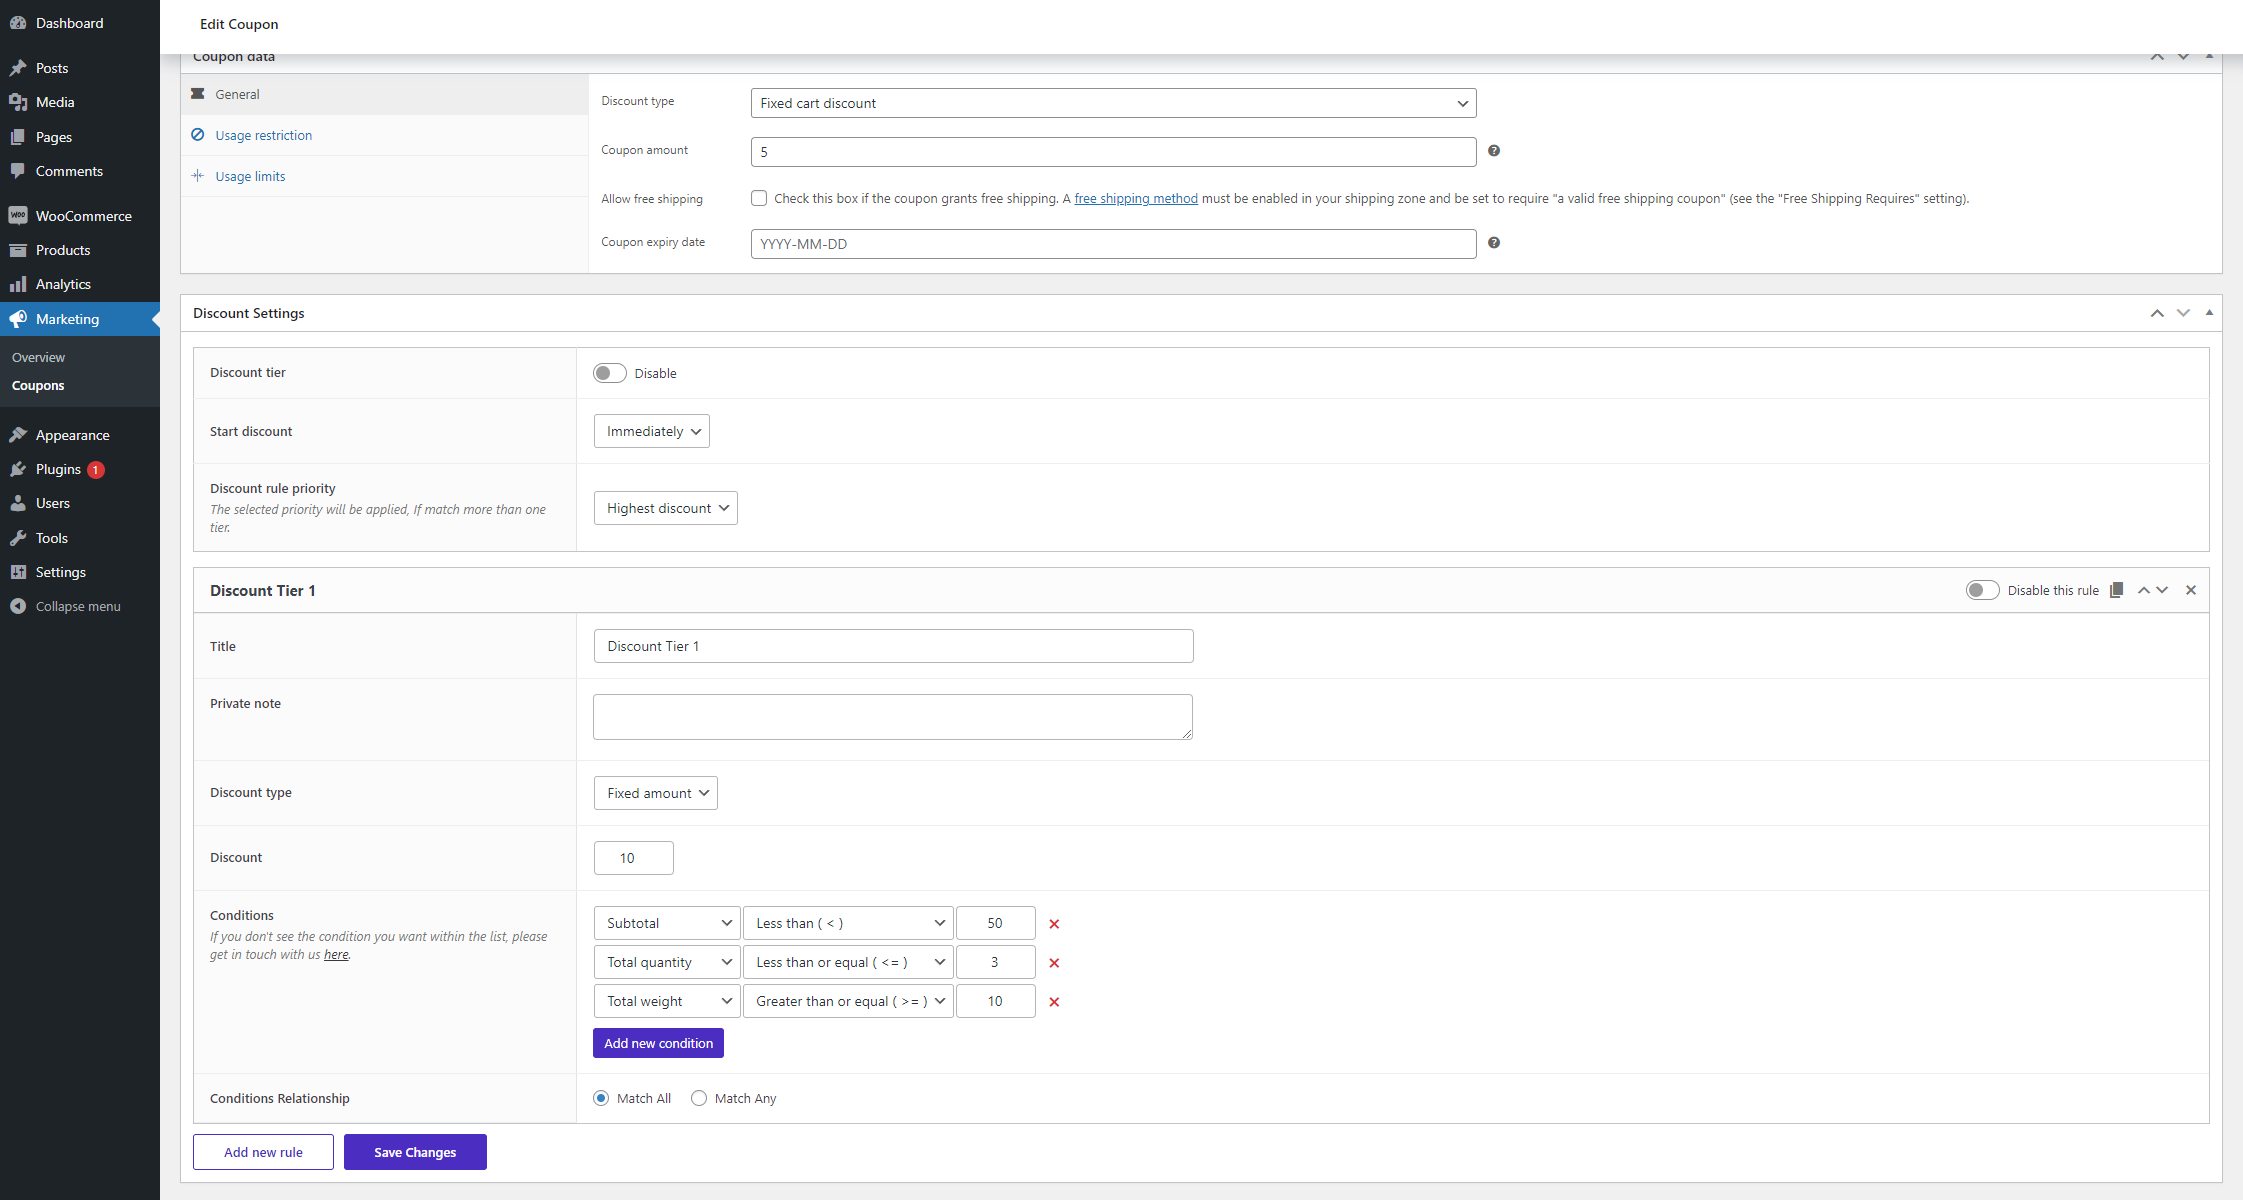 Dashboard
Posts
Media
Pages
Comments
WooCommerce
Products
Analytics
Marketing
Overview
Coupons
Appearance
Plugins 1
Users
Tools
Settings
Collapse menu
Edit Coupon
Coupon data
General
Usage restriction
Usage limits
Discount type
Fixed cart discount
Coupon amount
5
Allow free shipping
Check this box if the coupon grants free shipping. A free shipping method must be enabled in your shipping zone and be set to require "a valid free shipping coupon" (see the "Free Shipping Requires" setting).
Coupon expiry date
YYYY-MM-DD
Discount Settings
Discount tier
Disable
Start discount
Immediately
Discount rule priority
The selected priority will be applied, If match more than one
tier.
Highest discount
Discount Tier 1
Disable this rule
Title
Discount Tier 1
Private note
Discount type
Fixed amount
Discount
10
Conditions
If you don't see the condition you want within the list, please
get in touch with us here.
Subtotal Less than ( < ) 50
Total quantity Less than or equal ( <= ) 3
Total weight Greater than or equal ( >= ) 10
Add new condition
Conditions Relationship
Match All Match Any
Add new rule Save Changes